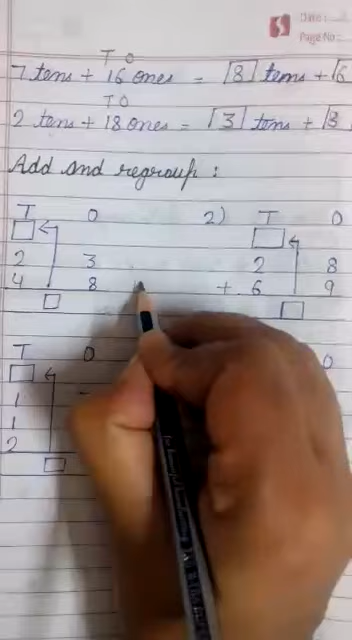 Date:
Page No.:
T O
7 tens + 16 ones = 8 tens + 6
T O
2 tens + 18 ones = 3 tens + 3
Add and regroup :
T O 2) T O
2 3 2 8
4 8 + 6 9
T O O
1
1
2